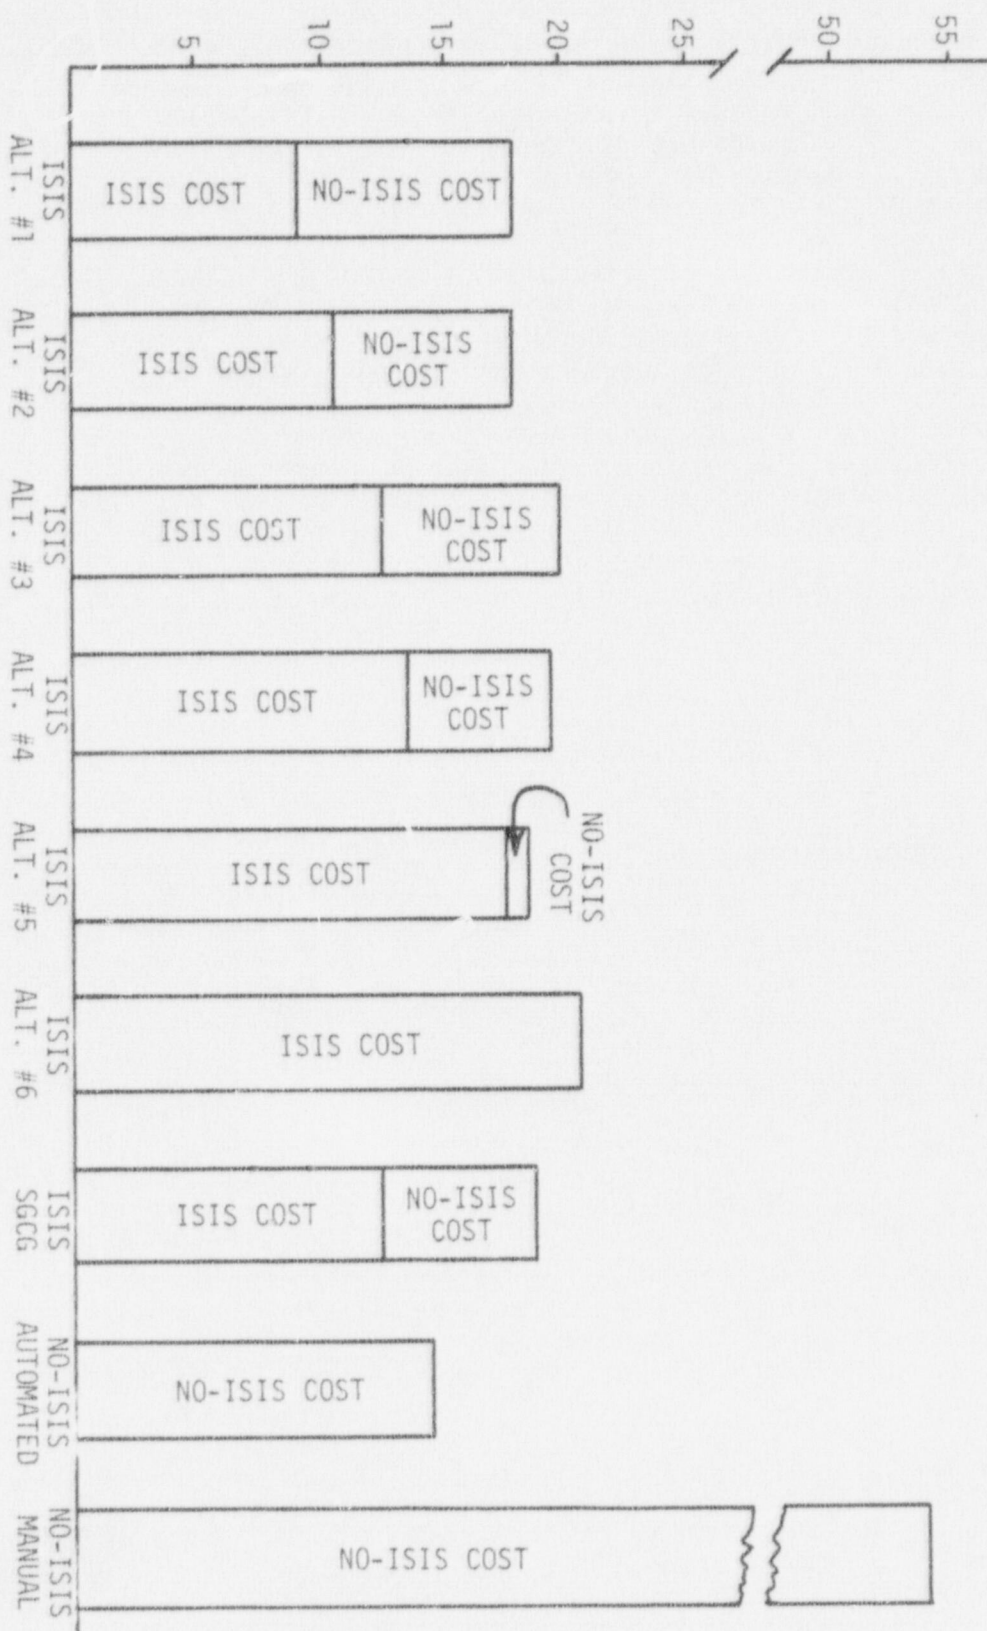 5
10
15
20
25
50
55
ISIS
ALT. #1
ISIS COST
NO-ISIS COST
ISIS
ALT. #2
ISIS COST
NO-ISIS
COST
ISIS
ALT. #3
ISIS COST
NO-ISIS
COST
ISIS
ALT. #4
ISIS COST
NO-ISIS
COST
ISIS
ALT. #5
ISIS COST
NO-ISIS
COST
ISIS
ALT. #6
ISIS COST
ISIS
SGCG
ISIS COST
NO-ISIS
COST
NO-ISIS
AUTOMATED
NO-ISIS COST
NO-ISIS
MANUAL
NO-ISIS COST